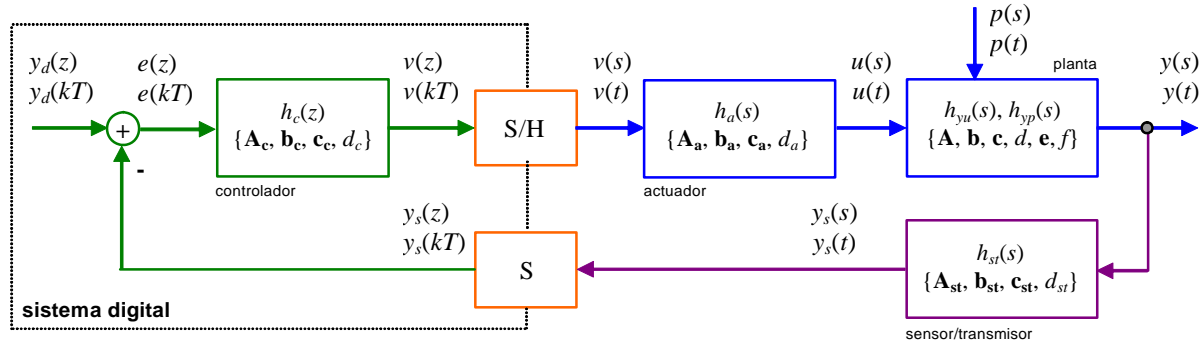 p(s)
p(t)
planta
y_d(z)
y_d(kT)
e(z)
e(kT)
v(z)
v(kT)
v(s)
v(t)
u(s)
u(t)
y(s)
y(t)
+
-
h_c(z)
{A_c, b_c, c_c, d_c}
controlador
S/H
h_a(s)
{A_a, b_a, c_a, d_a}
actuador
h_yu(s), h_yp(s)
{A, b, c, d, e, f}
y_s(z)
y_s(kT)
S
y_s(s)
y_s(t)
h_st(s)
{A_st, b_st, c_st, d_st}
sensor/transmisor
sistema digital